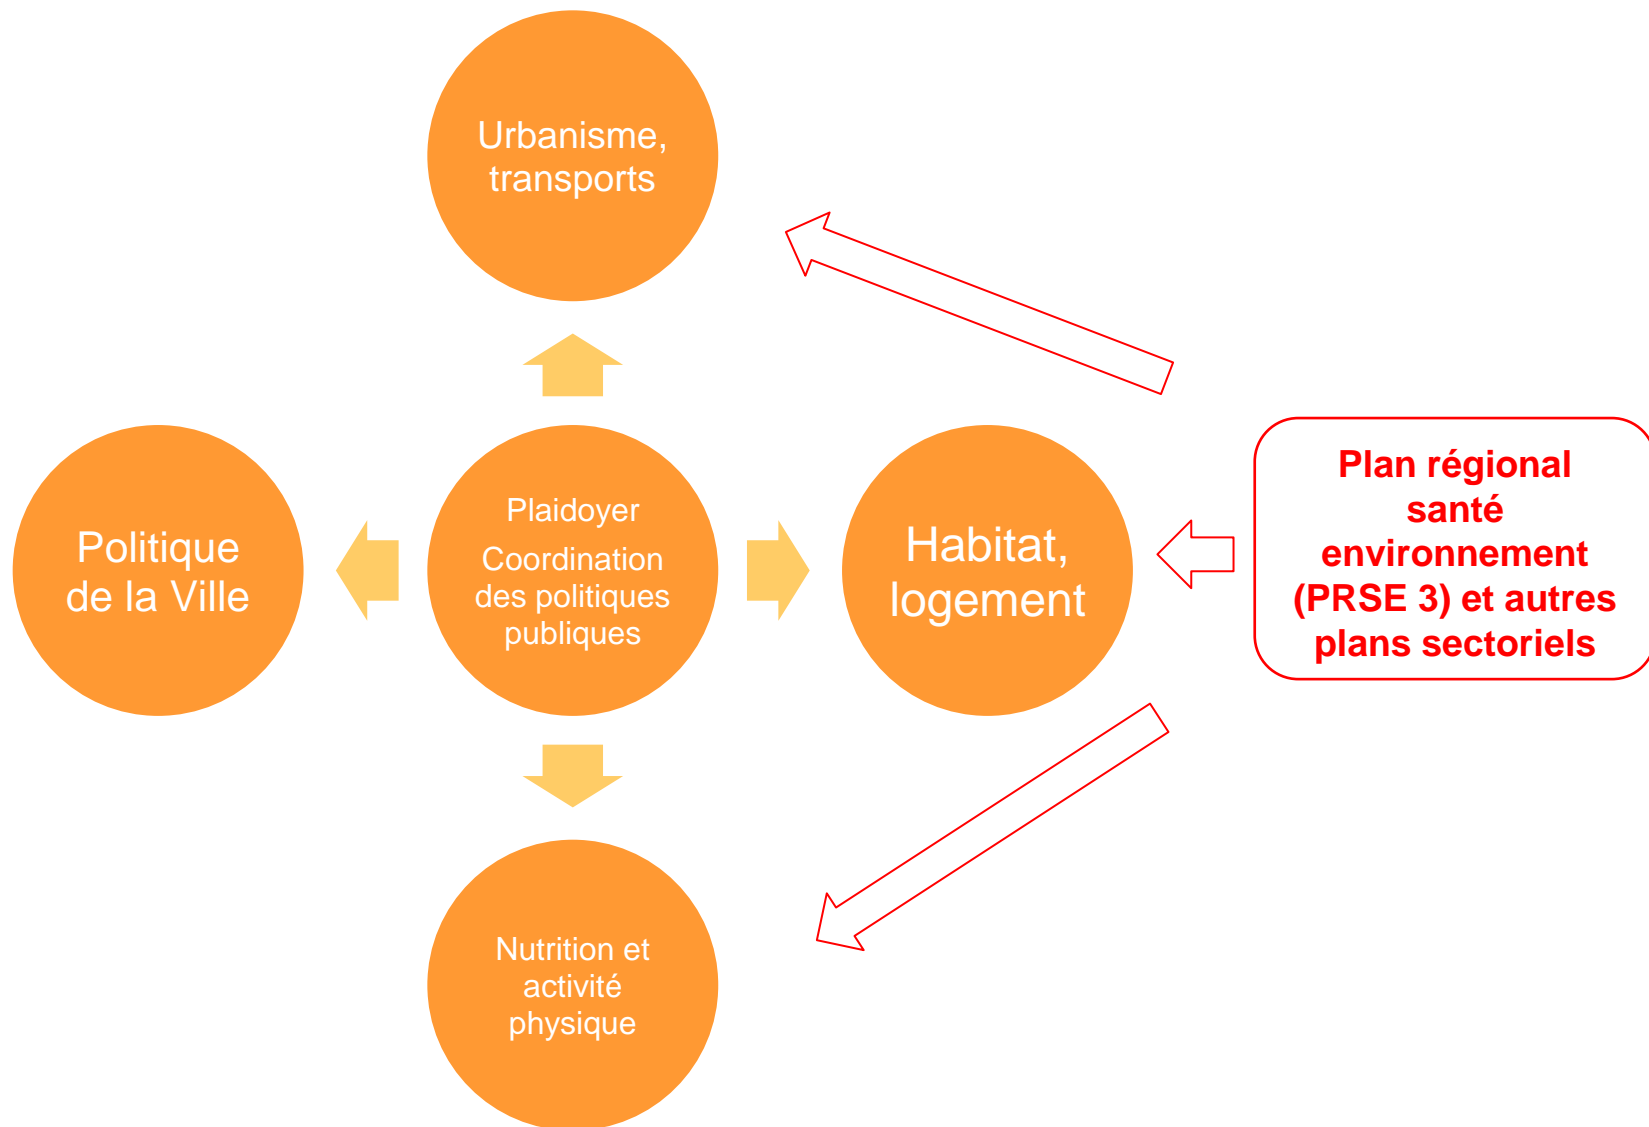 Urbanisme,
transports
Politique
de la Ville
Plaidoyer
Coordination
des politiques
publiques
Habitat,
logement
Plan régional
santé
environnement
(PRSE 3) et autres
plans sectoriels
Nutrition et
activité
physique